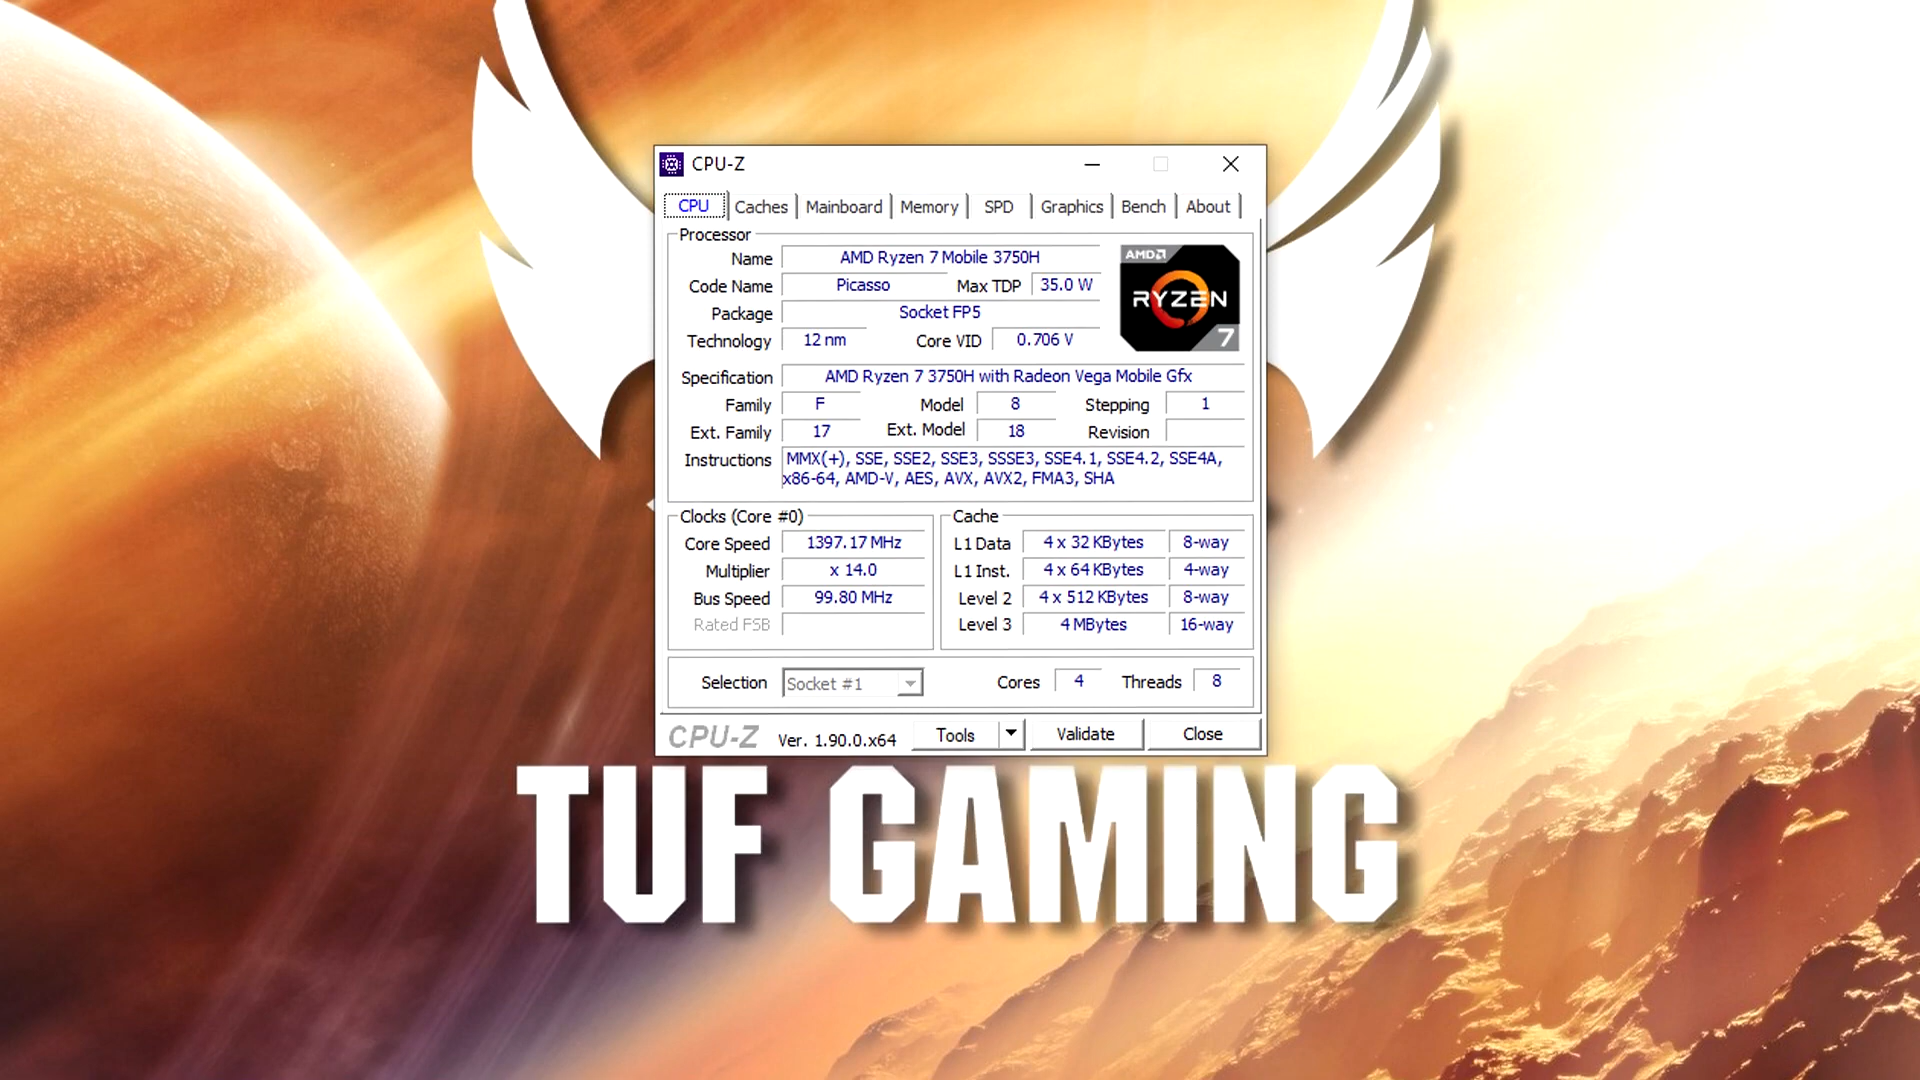 CPU-Z
CPU Caches Mainboard Memory SPD Graphics Bench About
Processor
Name AMD Ryzen 7 Mobile 3750H
Code Name Picasso Max TDP 35.0 W
Package Socket FP5
Technology 12 nm Core VID 0.706 V
AMD
RYZEN
7
Specification AMD Ryzen 7 3750H with Radeon Vega Mobile Gfx
Family F Model 8 Stepping 1
Ext. Family 17 Ext. Model 18 Revision
Instructions MMX(+), SSE, SSE2, SSE3, SSSE3, SSE4.1, SSE4.2, SSE4A,
x86-64, AMD-V, AES, AVX, AVX2, FMA3, SHA
Clocks (Core #0)
Core Speed 1397.17 MHz
Multiplier x 14.0
Bus Speed 99.80 MHz
Rated FSB
Cache
L1 Data 4 x 32 KBytes 8-way
L1 Inst. 4 x 64 KBytes 4-way
Level 2 4 x 512 KBytes 8-way
Level 3 4 MBytes 16-way
Selection Socket #1 Cores 4 Threads 8
CPU-Z Ver. 1.90.0.x64 Tools Validate Close
TUF GAMING